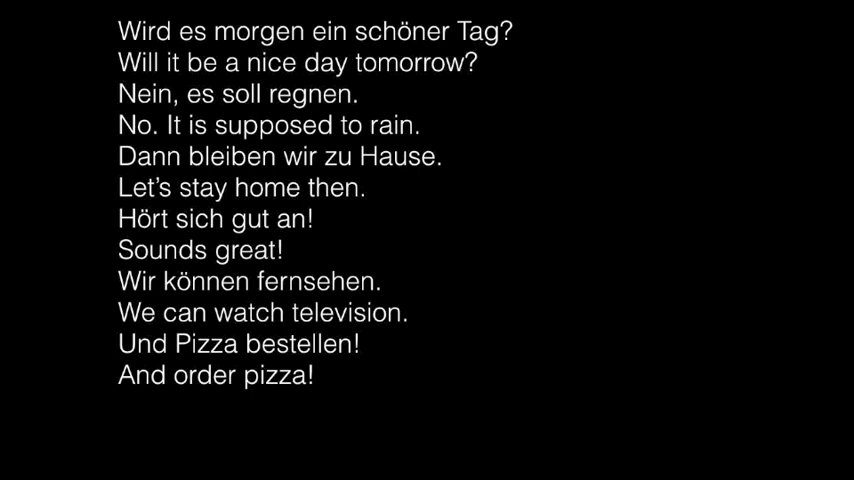 Wird es morgen ein schöner Tag?
Will it be a nice day tomorrow?
Nein, es soll regnen.
No. It is supposed to rain.
Dann bleiben wir zu Hause.
Let’s stay home then.
Hört sich gut an!
Sounds great!
Wir können fernsehen.
We can watch television.
Und Pizza bestellen!
And order pizza!